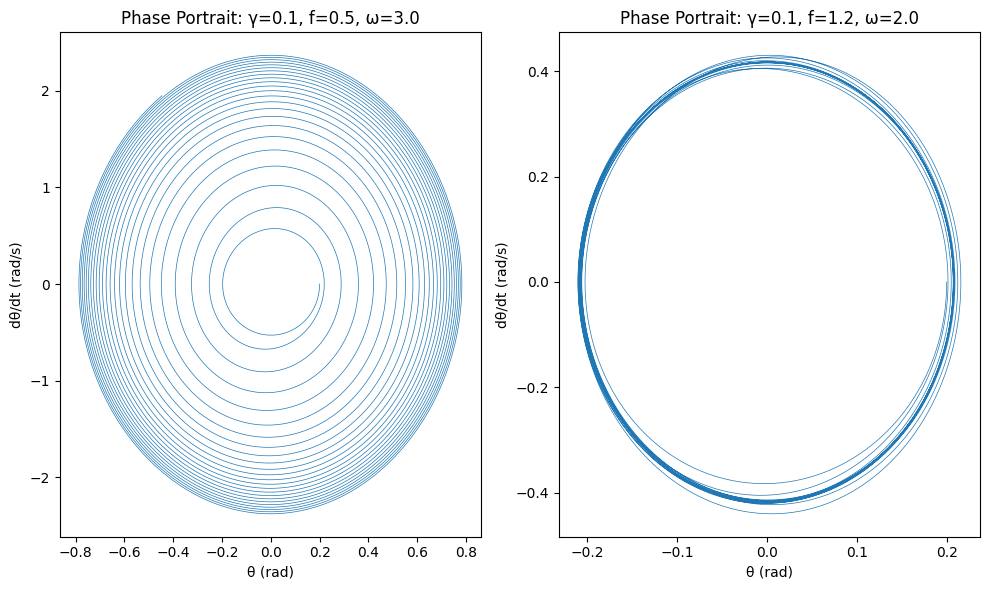 Phase Portrait: γ=0.1, f=0.5, ω=3.0
dθ/dt (rad/s)
2
1
0
−1
−2
−0.8 −0.6 −0.4 −0.2 0.0 0.2 0.4 0.6 0.8
θ (rad)
Phase Portrait: γ=0.1, f=1.2, ω=2.0
dθ/dt (rad/s)
0.4
0.2
0.0
−0.2
−0.4
−0.2 −0.1 0.0 0.1 0.2
θ (rad)